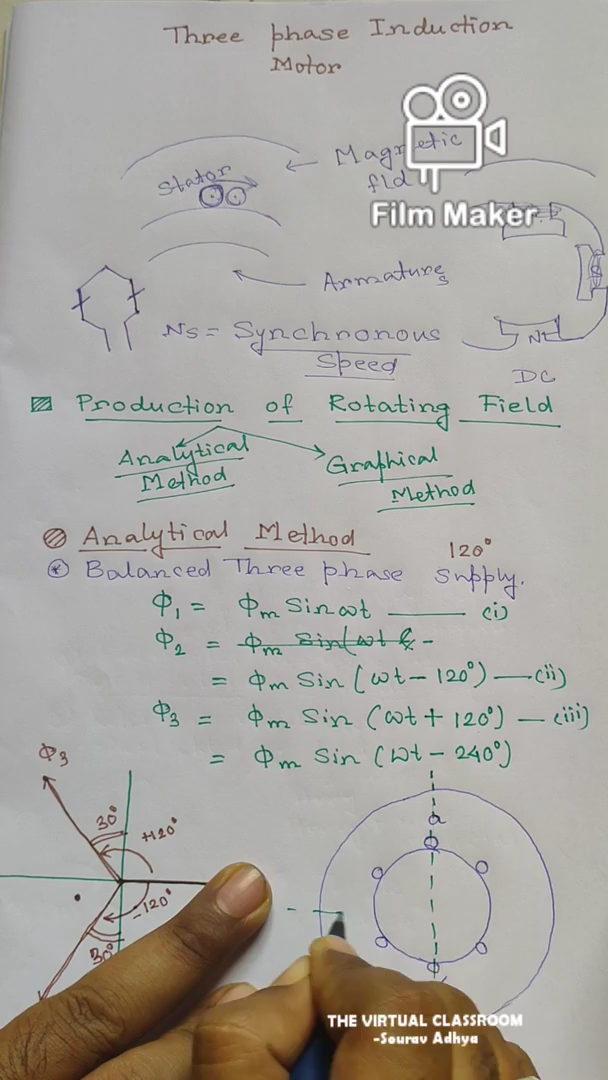 Three phase Induction
Motor
Magnetic
fld
Stator
Film Maker
Armatures
Ns = Synchronous
Speed
N
DC
Production of Rotating Field
Analytical
Method
Graphical
Method
Analytical Method
120°
Balanced Three phase Supply.
Φ₁ = Φm Sin ωt —— (i)
Φ₂ = Φm Sin(ωt -
= Φm Sin (ωt - 120°) —(ii)
Φ₃ = Φm Sin (ωt + 120°) — (iii)
= Φm Sin (ωt - 240°)
Φ₃
30°
+120°
a
-120°
30°
THE VIRTUAL CLASSROOM
-Sourav Adhya